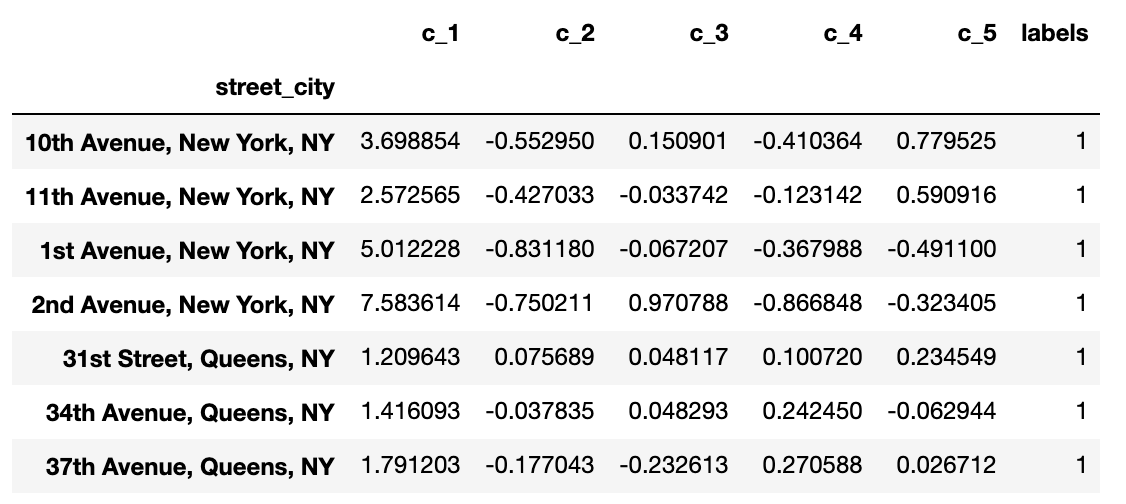 c_1 c_2 c_3 c_4 c_5 labels
street_city
10th Avenue, New York, NY 3.698854 -0.552950 0.150901 -0.410364 0.779525 1
11th Avenue, New York, NY 2.572565 -0.427033 -0.033742 -0.123142 0.590916 1
1st Avenue, New York, NY 5.012228 -0.831180 -0.067207 -0.367988 -0.491100 1
2nd Avenue, New York, NY 7.583614 -0.750211 0.970788 -0.866848 -0.323405 1
31st Street, Queens, NY 1.209643 0.075689 0.048117 0.100720 0.234549 1
34th Avenue, Queens, NY 1.416093 -0.037835 0.048293 0.242450 -0.062944 1
37th Avenue, Queens, NY 1.791203 -0.177043 -0.232613 0.270588 0.026712 1